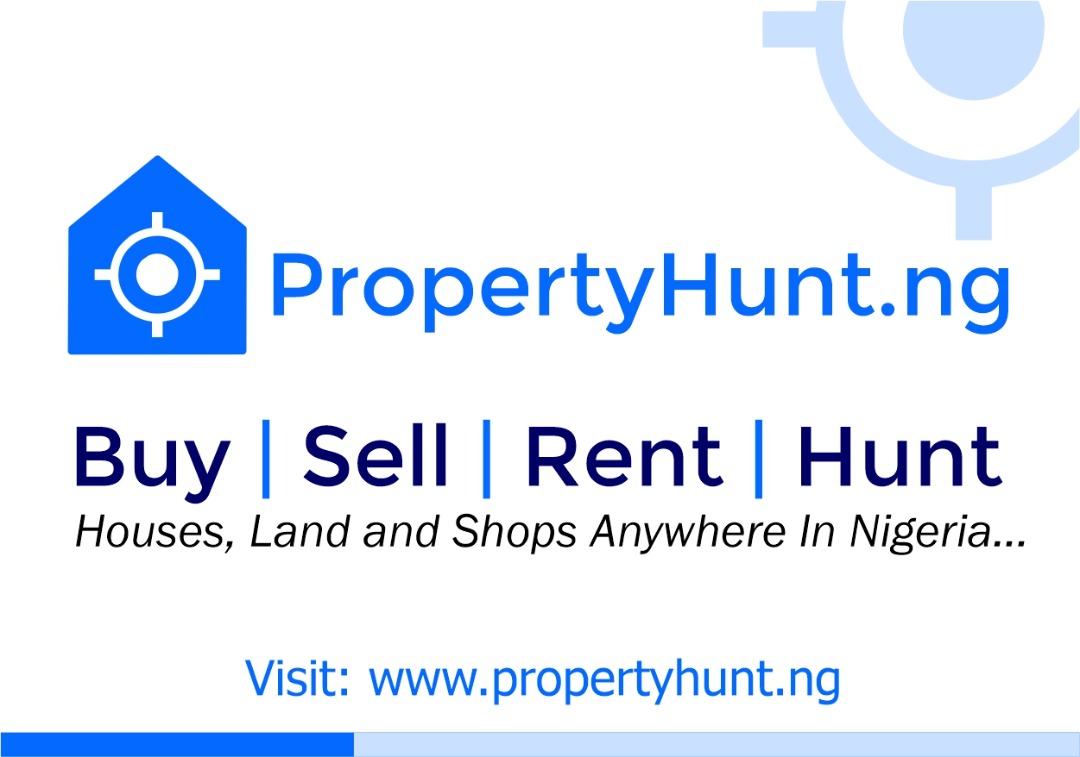 PropertyHunt.ng
Buy | Sell | Rent | Hunt
Houses, Land and Shops Anywhere In Nigeria...
Visit: www.propertyhunt.ng